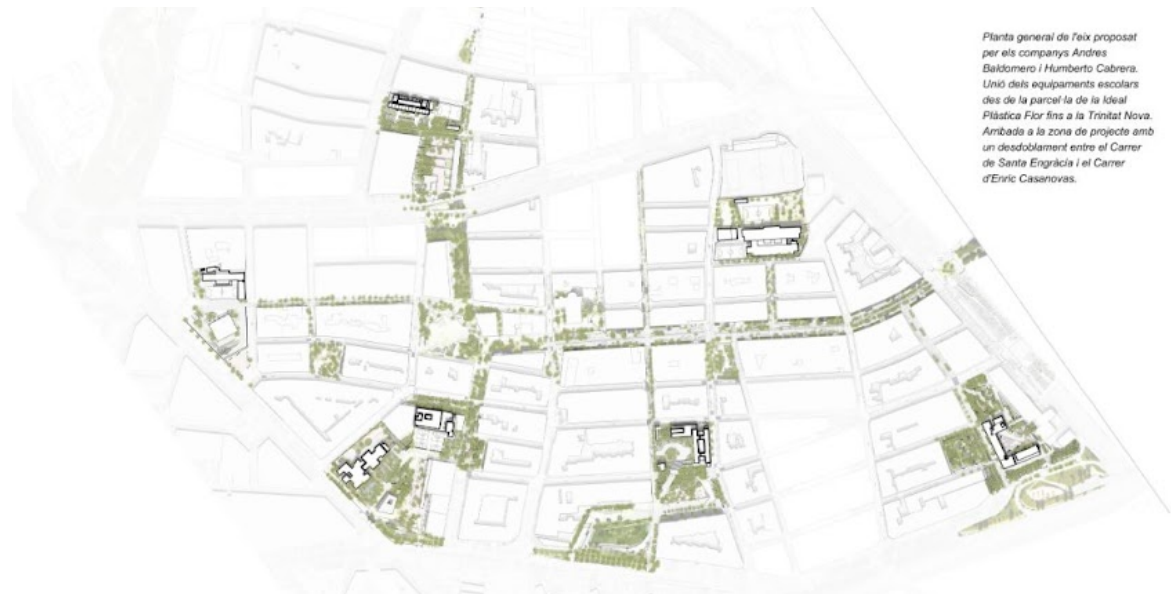 Planta general de l'eix proposat
per els companys Andres
Baldomero i Humberto Cabrera.
Unió dels equipaments escolars
des de la parcel·la de la Ideal
Plàstica Flor fins a la Trinitat Nova.
Arribada a la zona de projecte amb
un desdoblament entre el Carrer
de Santa Engràcia i el Carrer
d'Enric Casanovas.